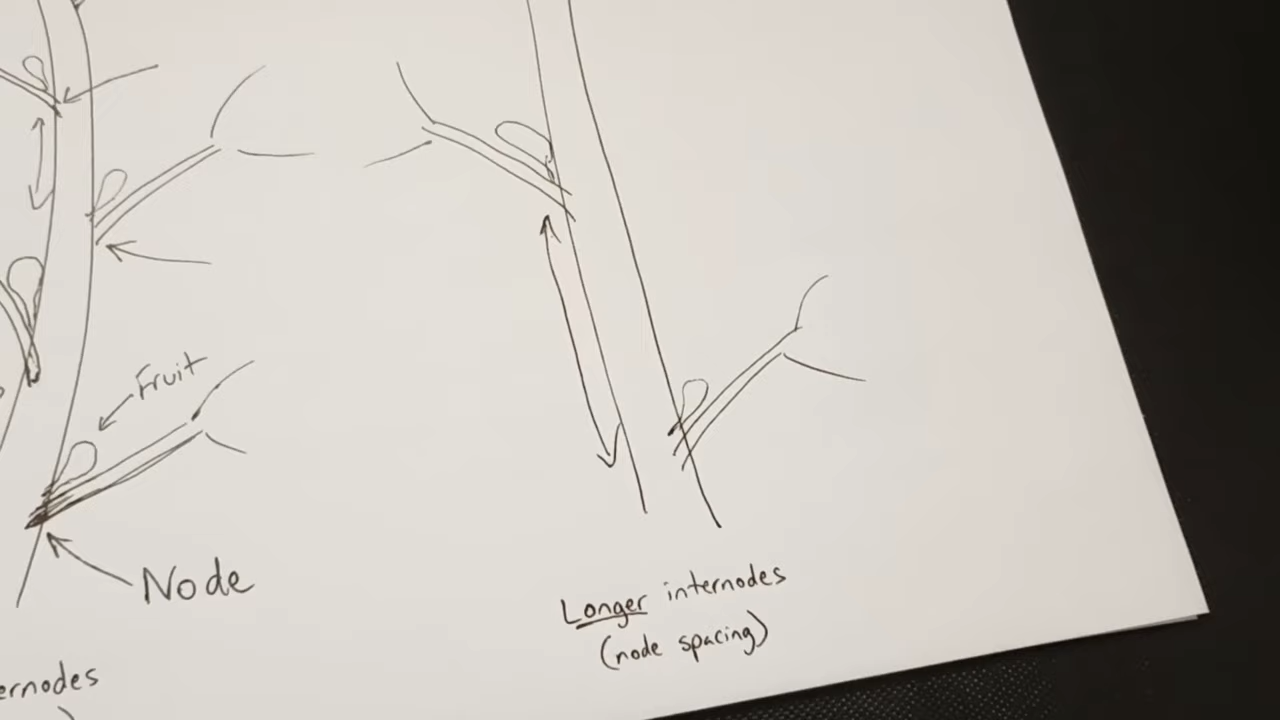 Fruit
Node
Longer internodes
(node spacing)
ernodes
)